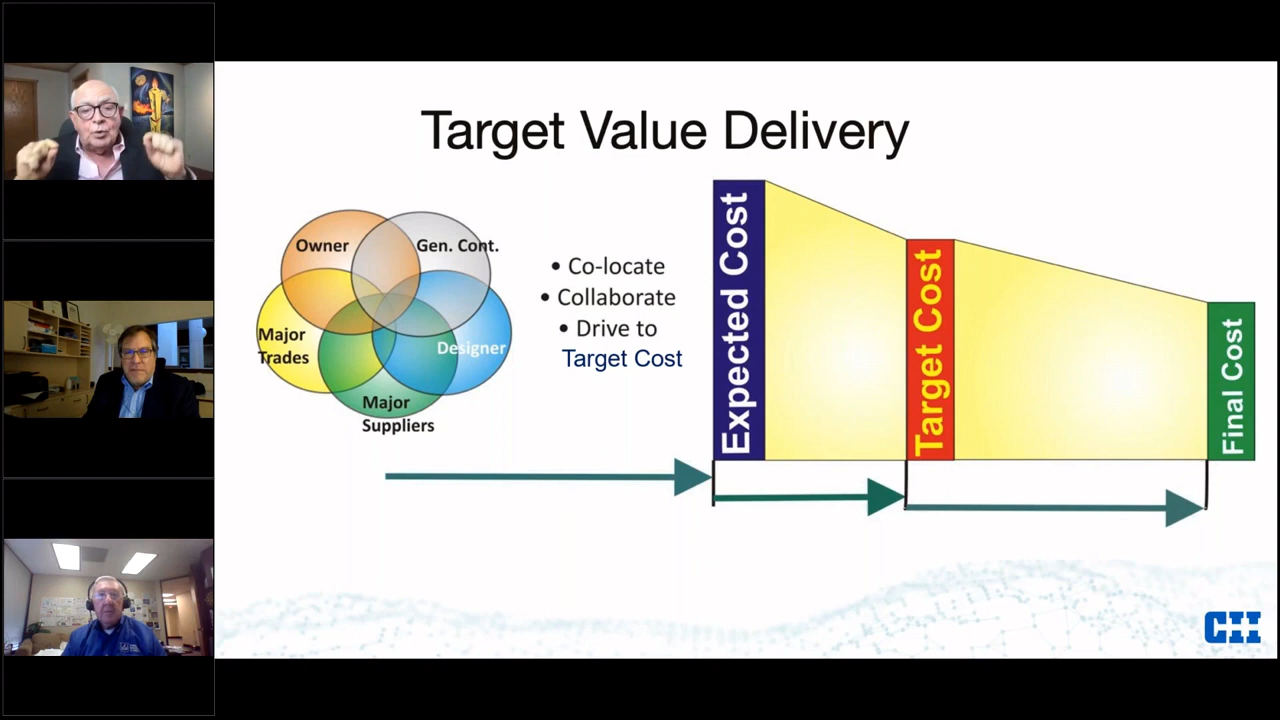 Target Value Delivery
Owner
Gen. Cont.
Major
Trades
Designer
Major
Suppliers
• Co-locate
• Collaborate
• Drive to
Target Cost
Expected Cost
Target Cost
Final Cost
CII